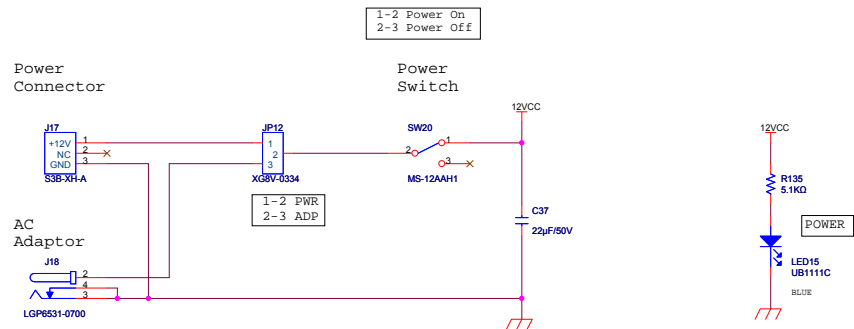 1-2 Power On
2-3 Power Off
Power
Connector
Power
Switch
12VCC
12VCC
J17
JP12
SW20
+12V 1
NC 2
GND 3
1
2
3
2
1
3
S3B-XH-A
XG8V-0334
MS-12AAH1
R135
5.1KΩ
1-2 PWR
2-3 ADP
C37
22µF/50V
POWER
AC
Adaptor
J18
2
4
3
LGP6531-0700
LED15
UB1111C
BLUE